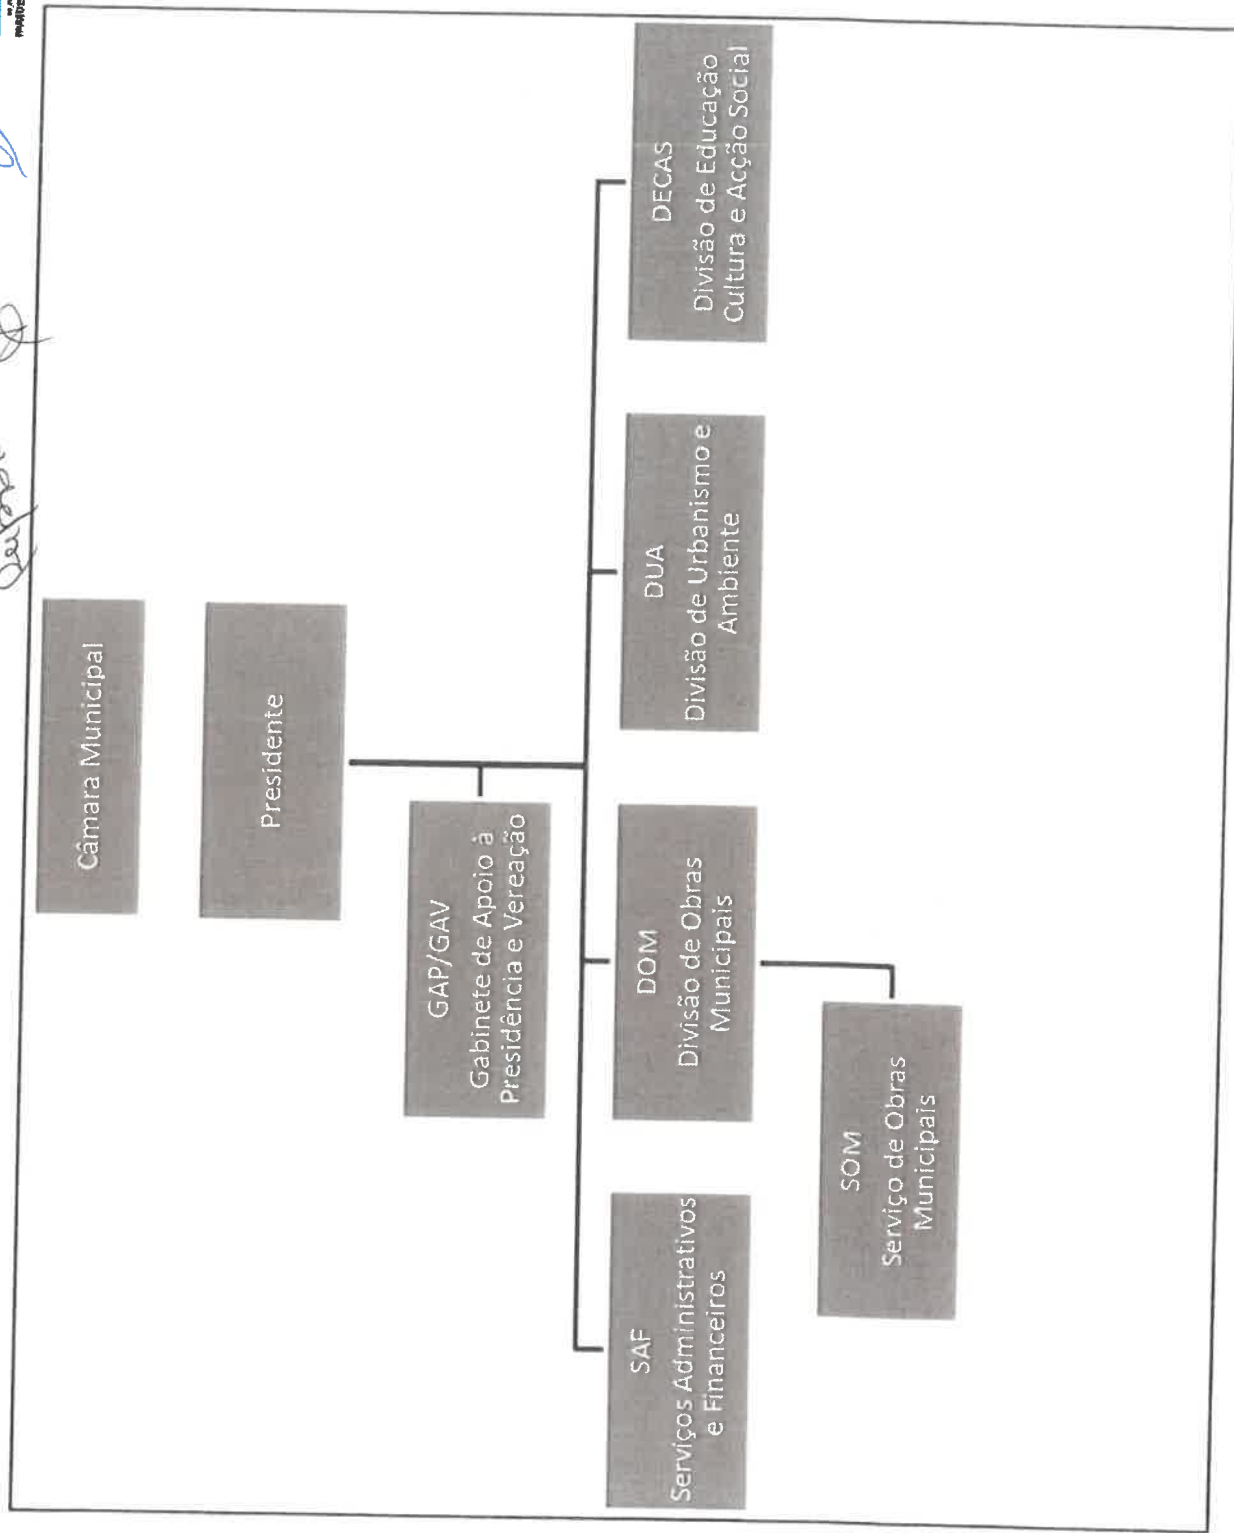 Câmara Municipal
Presidente
GAP/GAV
Gabinete de Apoio à
Presidência e Vereação
SAF
Serviços Administrativos
e Financeiros
DOM
Divisão de Obras
Municipais
DUA
Divisão de Urbanismo e
Ambiente
DECAS
Divisão de Educação
Cultura e Acção Social
SOM
Serviço de Obras
Municipais